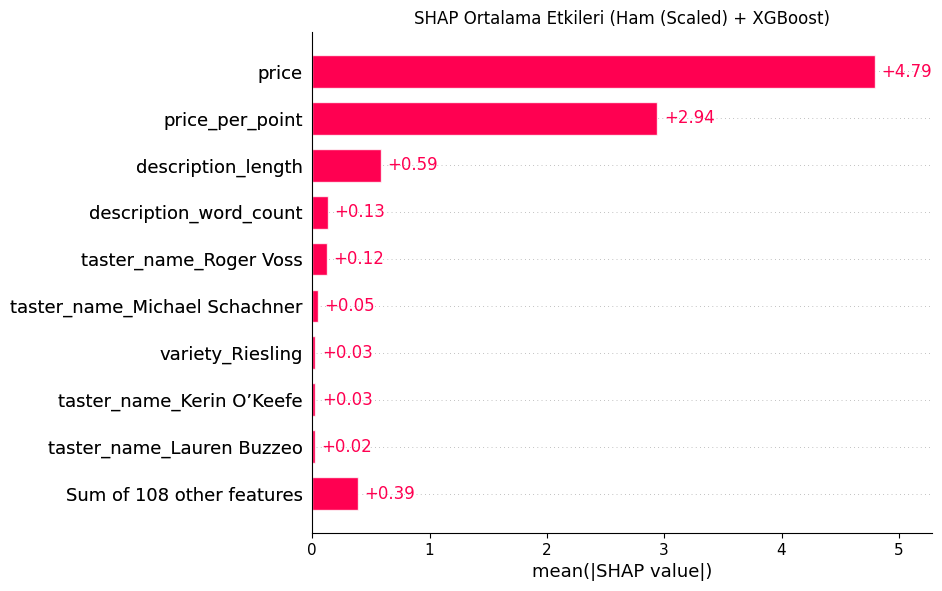 SHAP Ortalama Etkileri (Ham (Scaled) + XGBoost)
price +4.79
price_per_point +2.94
description_length +0.59
description_word_count +0.13
taster_name_Roger Voss +0.12
taster_name_Michael Schachner +0.05
variety_Riesling +0.03
taster_name_Kerin O’Keefe +0.03
taster_name_Lauren Buzzeo +0.02
Sum of 108 other features +0.39
0 1 2 3 4 5
mean(|SHAP value|)